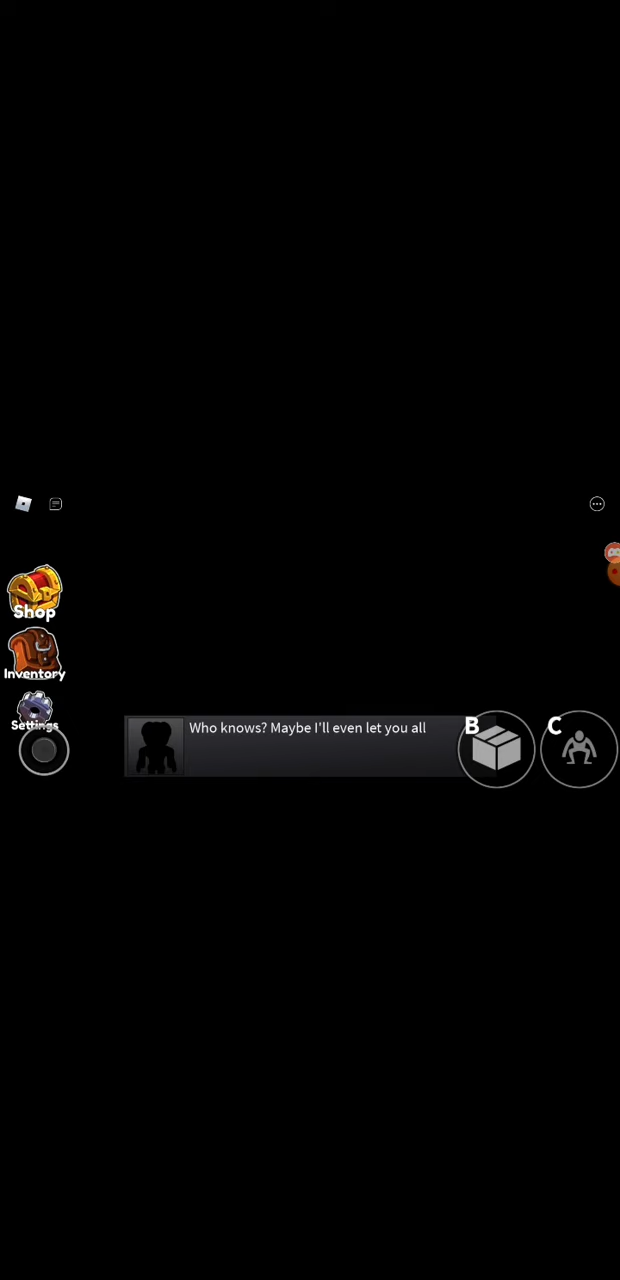 Shop
Inventory
Settings
Who knows? Maybe I'll even let you all
B
C